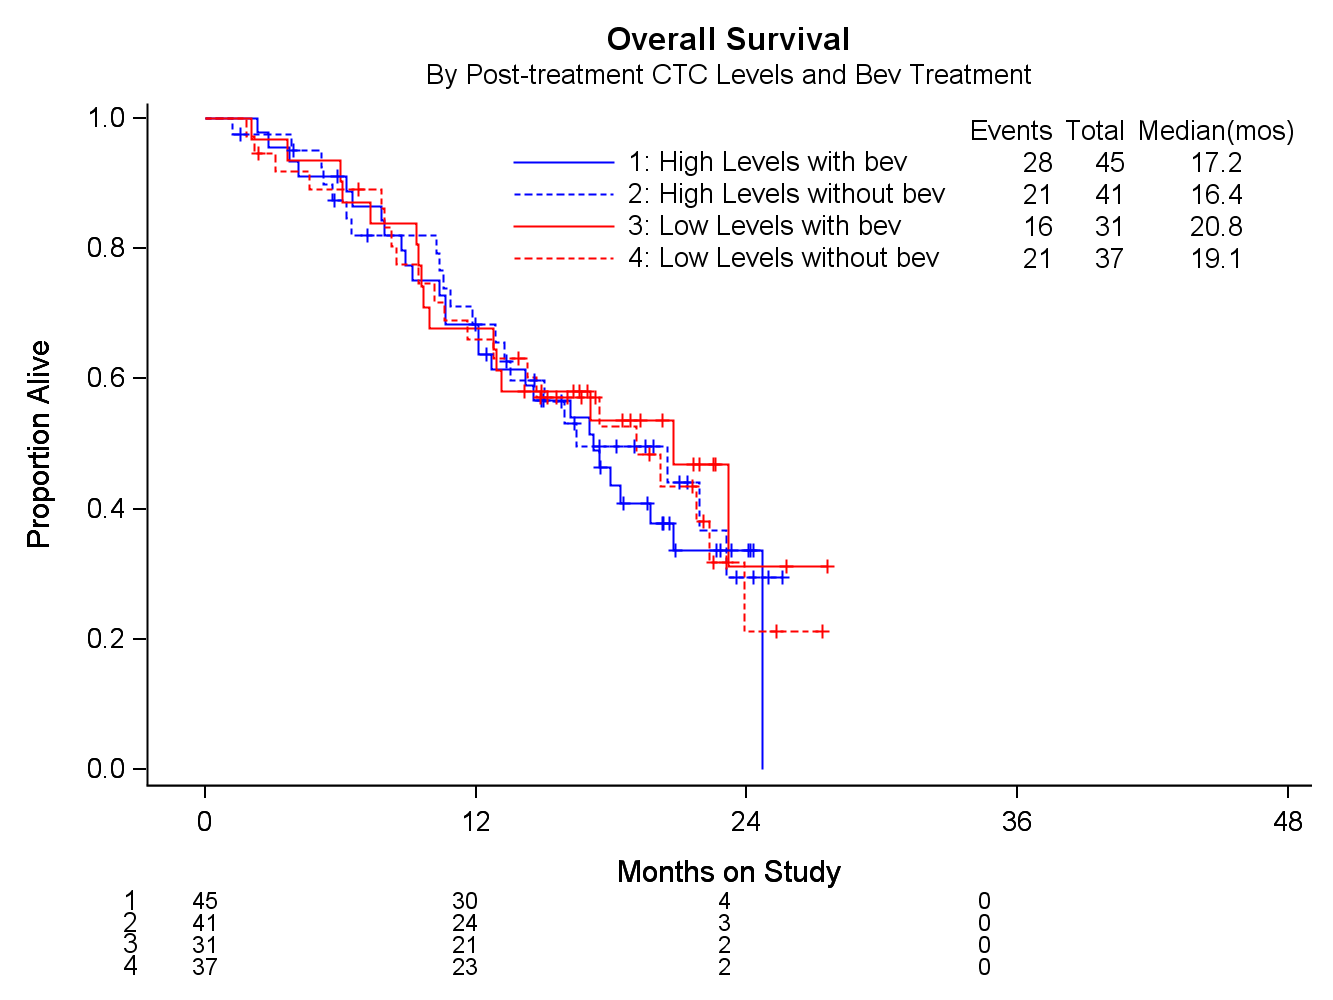 Overall Survival
By Post-treatment CTC Levels and Bev Treatment
Events Total Median(mos)
1: High Levels with bev 28 45 17.2
2: High Levels without bev 21 41 16.4
3: Low Levels with bev 16 31 20.8
4: Low Levels without bev 21 37 19.1
Proportion Alive
1.0
0.8
0.6
0.4
0.2
0.0
0 12 24 36 48
Months on Study
1 45 30 4 0
2 41 24 3 0
3 31 21 2 0
4 37 23 2 0